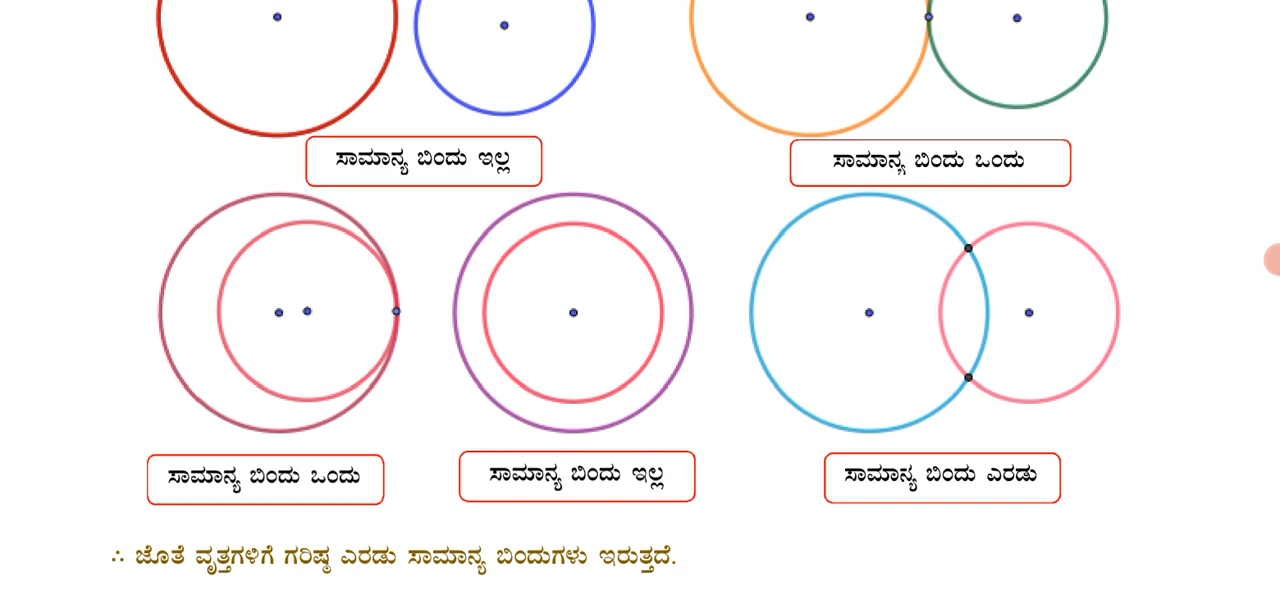 ಸಾಮಾನ್ಯ ಬಿಂದು ಇಲ್ಲ
ಸಾಮಾನ್ಯ ಬಿಂದು ಒಂದು
ಸಾಮಾನ್ಯ ಬಿಂದು ಒಂದು
ಸಾಮಾನ್ಯ ಬಿಂದು ಇಲ್ಲ
ಸಾಮಾನ್ಯ ಬಿಂದು ಎರಡು
∴ ಜೊತೆ ವೃತ್ತಗಳಿಗೆ ಗರಿಷ್ಠ ಎರಡು ಸಾಮಾನ್ಯ ಬಿಂದುಗಳು ಇರುತ್ತದೆ.